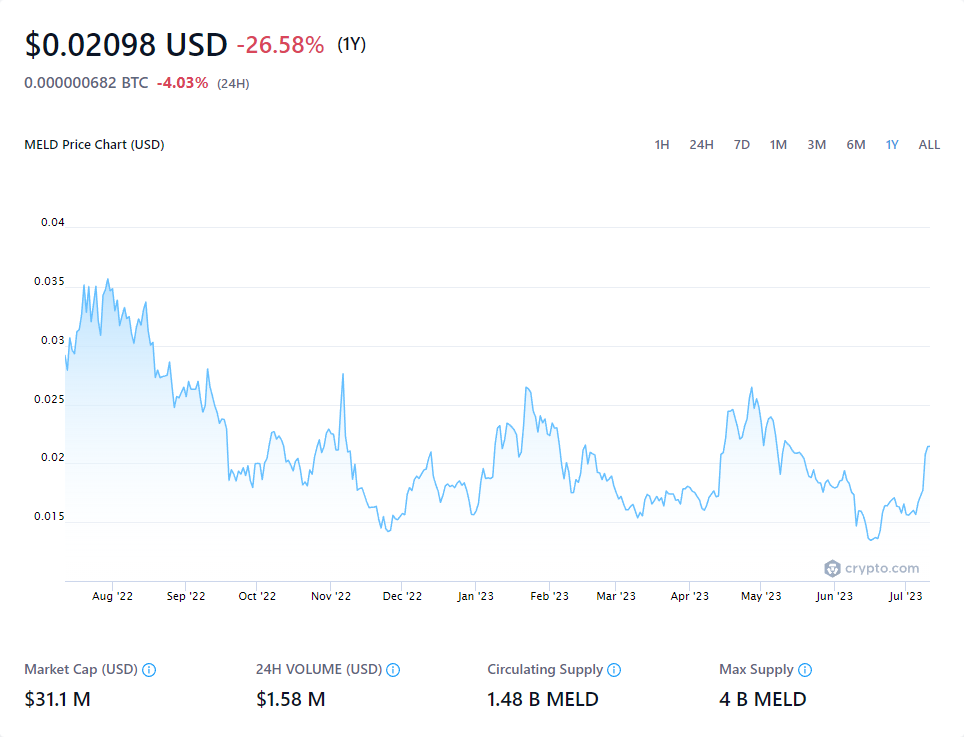 $0.02098 USD -26.58% (1Y)
0.000000682 BTC -4.03% (24H)
MELD Price Chart (USD) 1H 24H 7D 1M 3M 6M 1Y ALL
0.04
0.035
0.03
0.025
0.02
0.015
crypto.com
Aug '22 Sep '22 Oct '22 Nov '22 Dec '22 Jan '23 Feb '23 Mar '23 Apr '23 May '23 Jun '23 Jul '23
Market Cap (USD) 24H VOLUME (USD) Circulating Supply Max Supply
$31.1 M $1.58 M 1.48 B MELD 4 B MELD